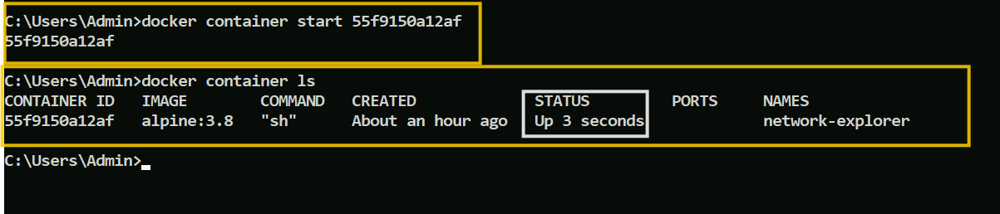 C:\Users\Admin>docker container start 55f9150a12af
55f9150a12af
C:\Users\Admin>docker container ls
CONTAINER ID   IMAGE        COMMAND   CREATED             STATUS         PORTS     NAMES
55f9150a12af   alpine:3.8   "sh"      About an hour ago   Up 3 seconds             network-explorer
C:\Users\Admin>